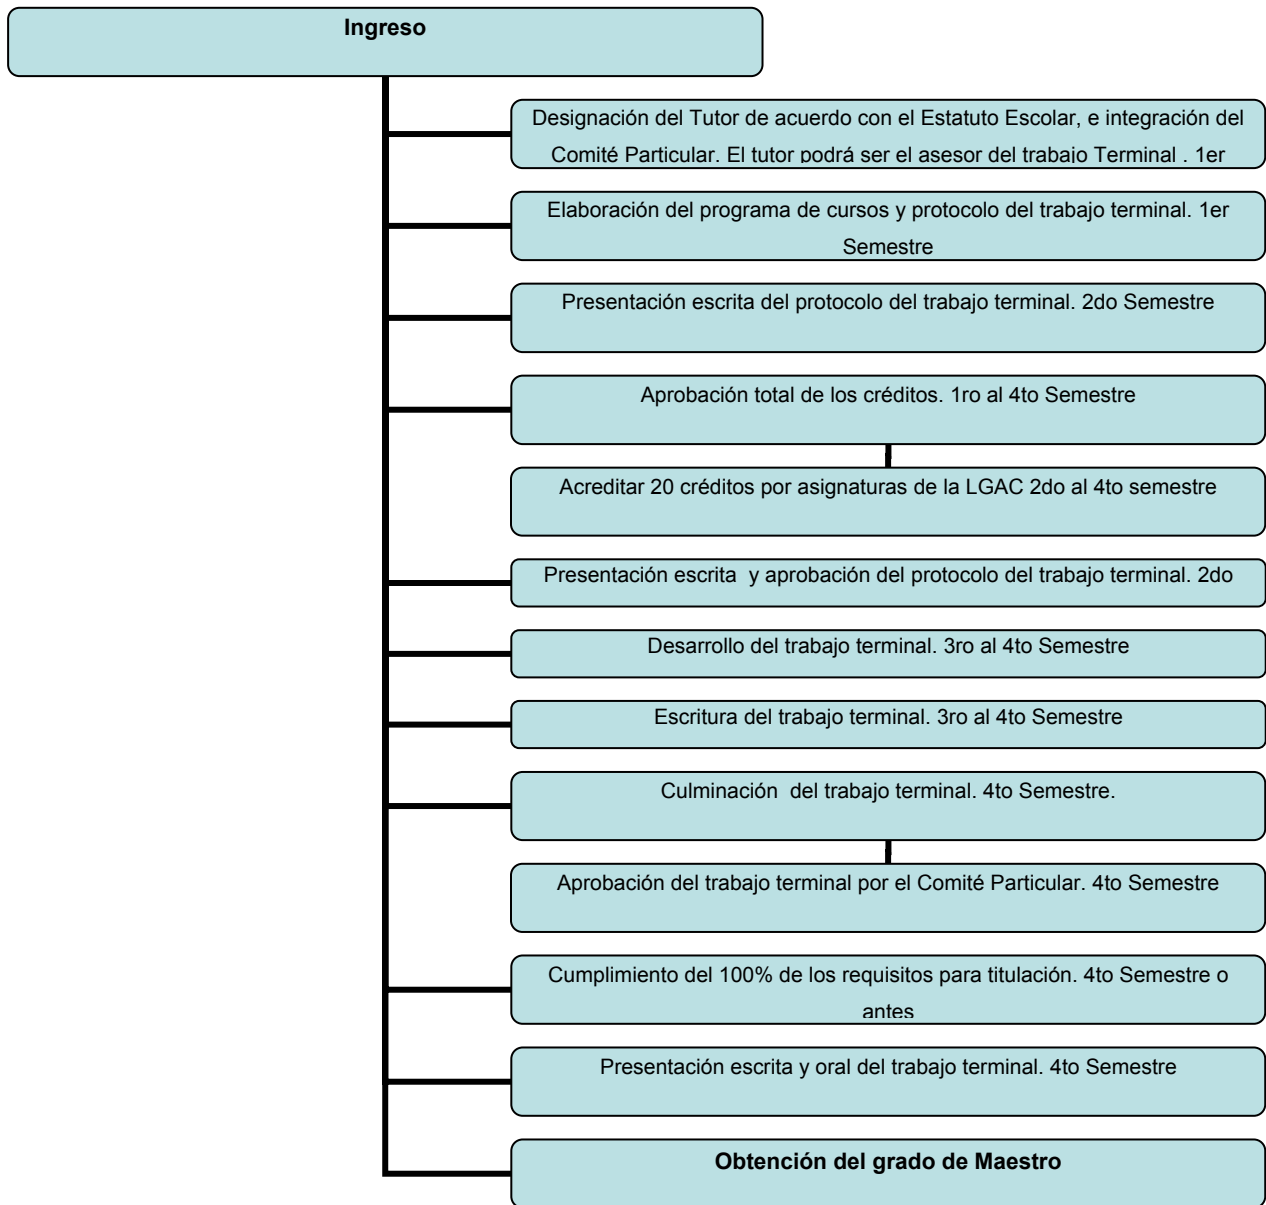 Ingreso
Designación del Tutor de acuerdo con el Estatuto Escolar, e integración del
Comité Particular. El tutor podrá ser el asesor del trabajo Terminal . 1er
Elaboración del programa de cursos y protocolo del trabajo terminal. 1er
Semestre
Presentación escrita del protocolo del trabajo terminal. 2do Semestre
Aprobación total de los créditos. 1ro al 4to Semestre
Acreditar 20 créditos por asignaturas de la LGAC 2do al 4to semestre
Presentación escrita  y aprobación del protocolo del trabajo terminal. 2do
Desarrollo del trabajo terminal. 3ro al 4to Semestre
Escritura del trabajo terminal. 3ro al 4to Semestre
Culminación  del trabajo terminal. 4to Semestre.
Aprobación del trabajo terminal por el Comité Particular. 4to Semestre
Cumplimiento del 100% de los requisitos para titulación. 4to Semestre o
antes
Presentación escrita y oral del trabajo terminal. 4to Semestre
Obtención del grado de Maestro